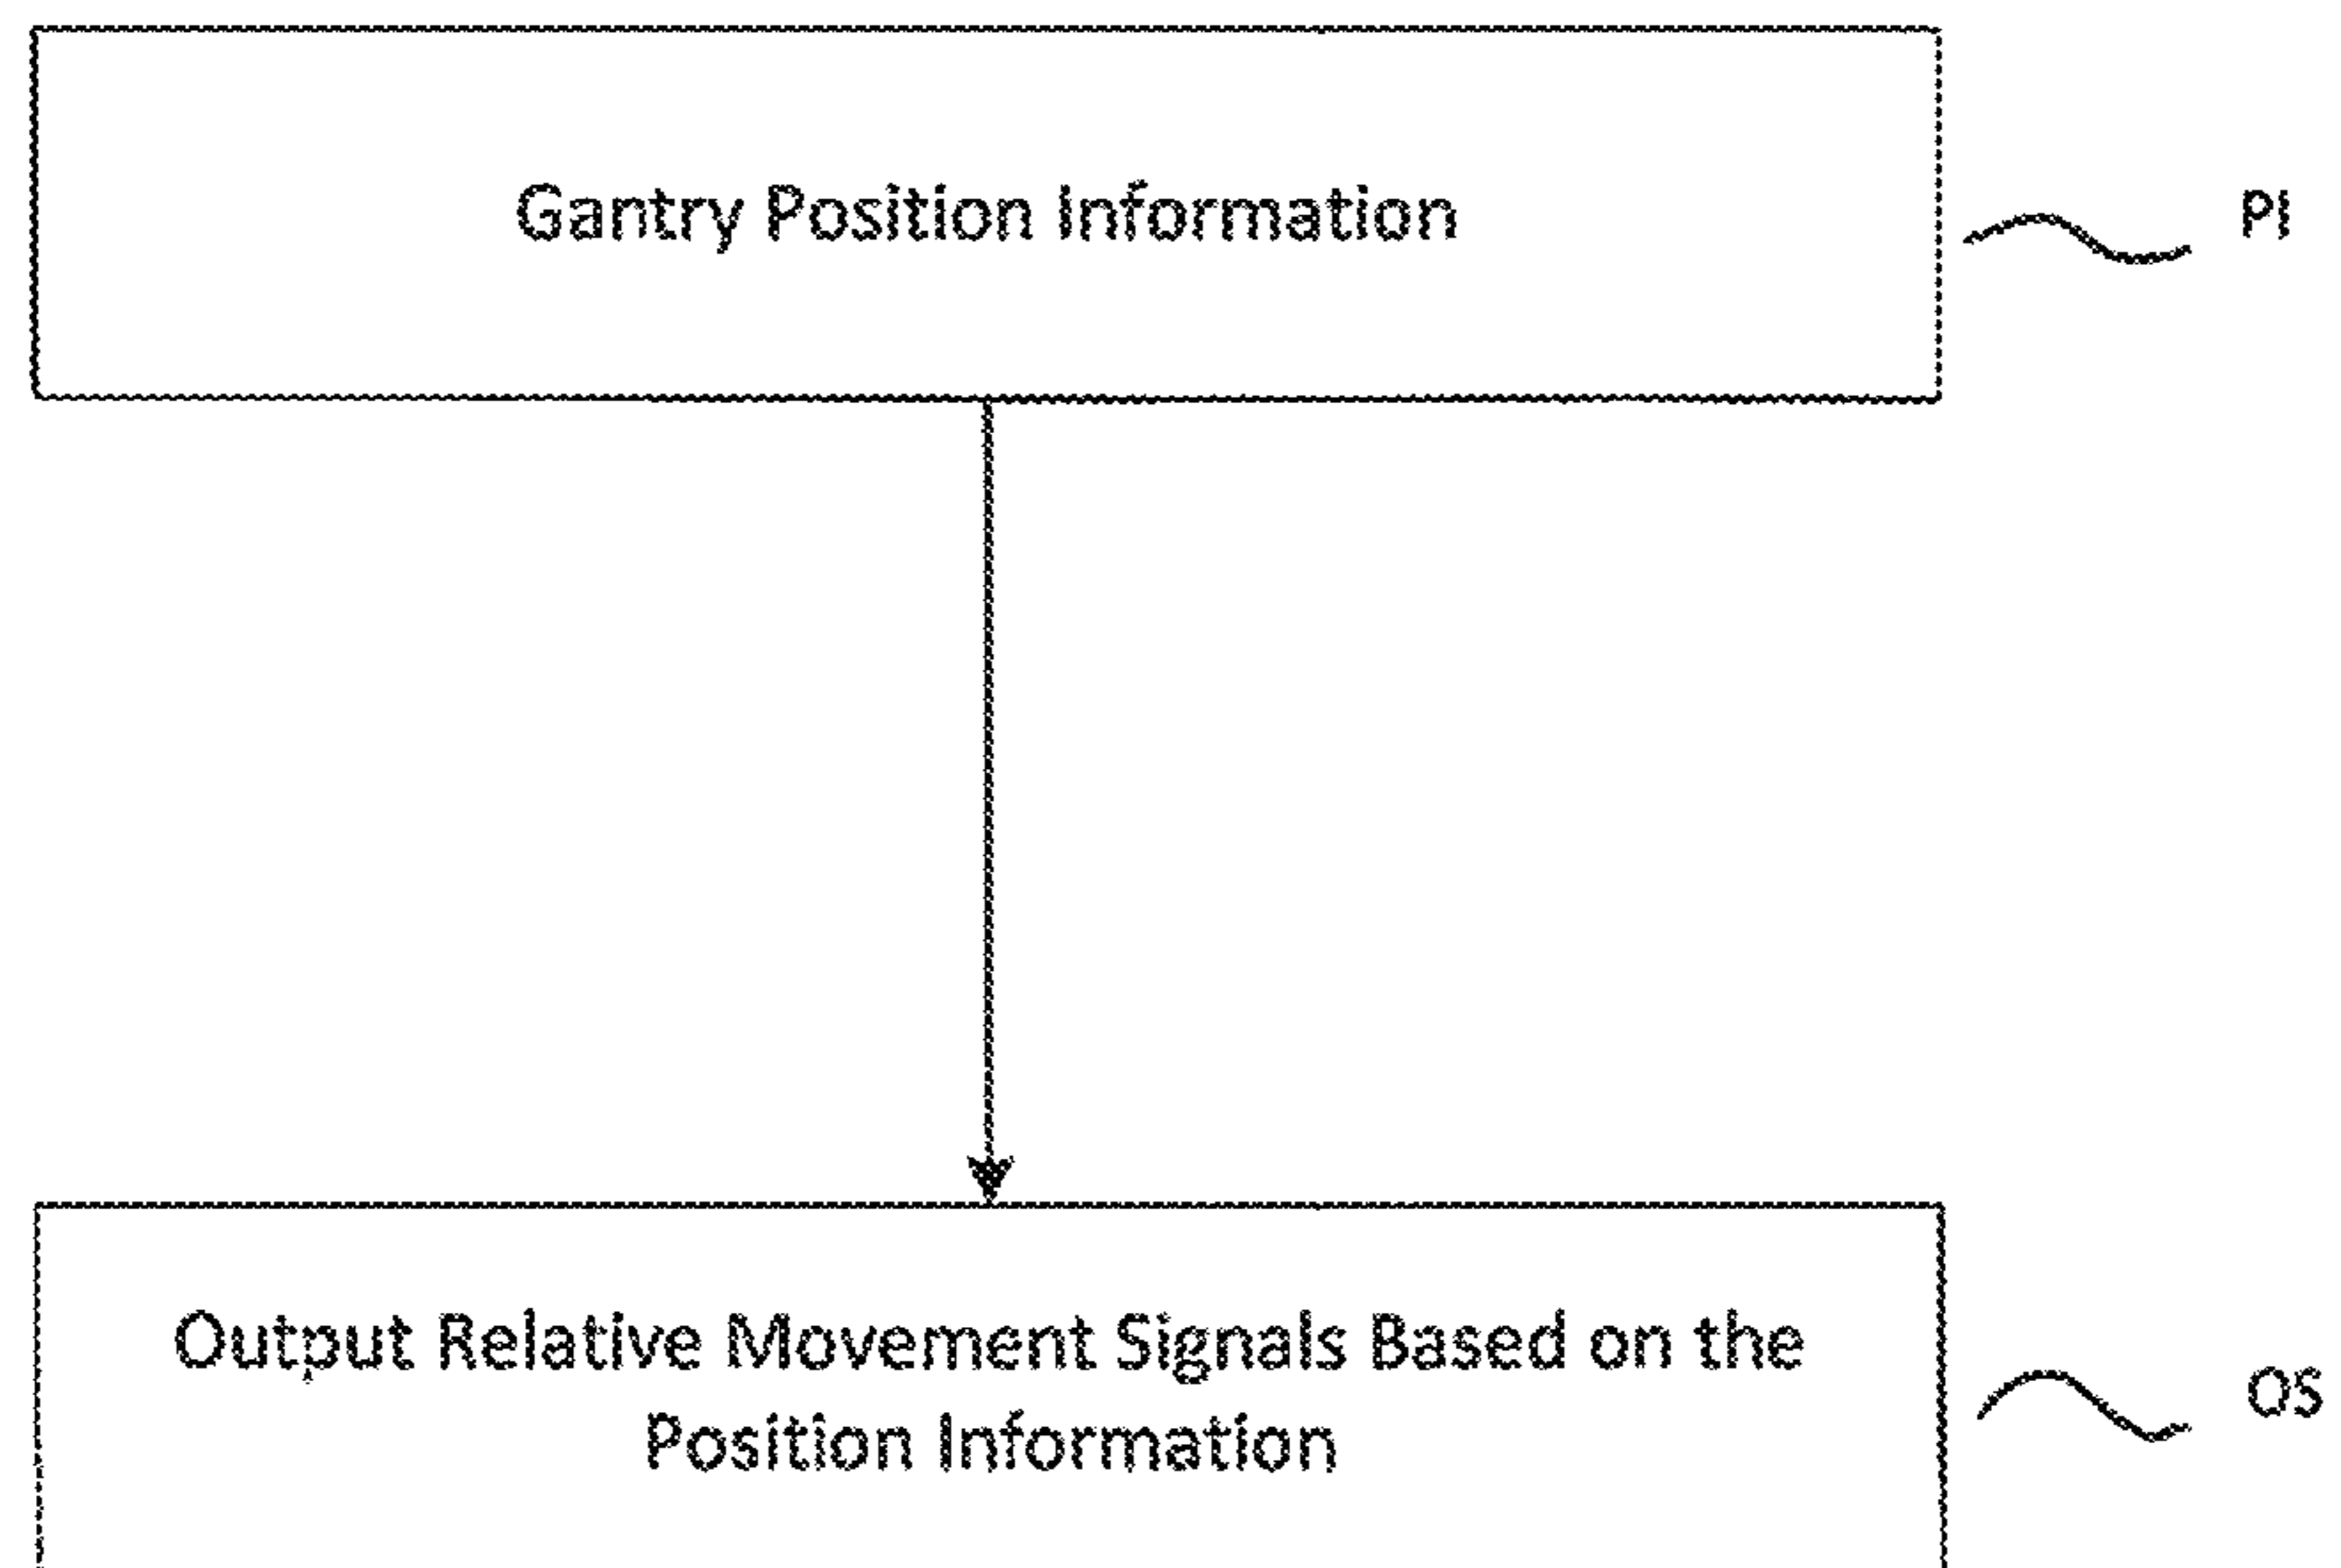 Gantry Position Information
PI
Output Relative Movement Signals Based on the
Position Information
OS